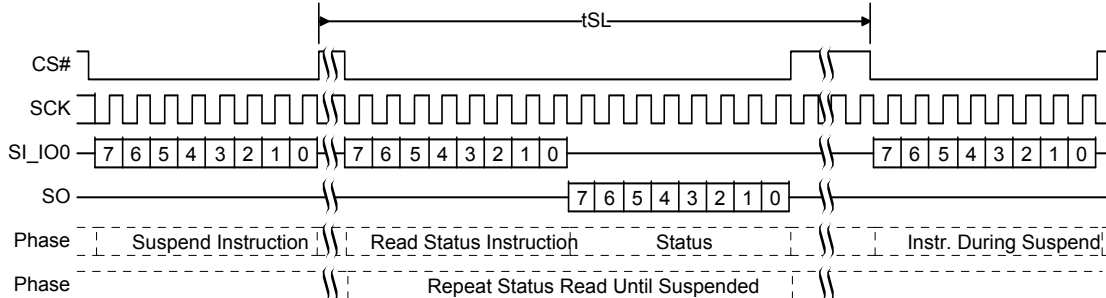 tSL
CS#
SCK
SI_IO0 7 6 5 4 3 2 1 0 7 6 5 4 3 2 1 0 7 6 5 4 3 2 1 0
SO 7 6 5 4 3 2 1 0
Phase Suspend Instruction Read Status Instruction Status Instr. During Suspend
Phase Repeat Status Read Until Suspended